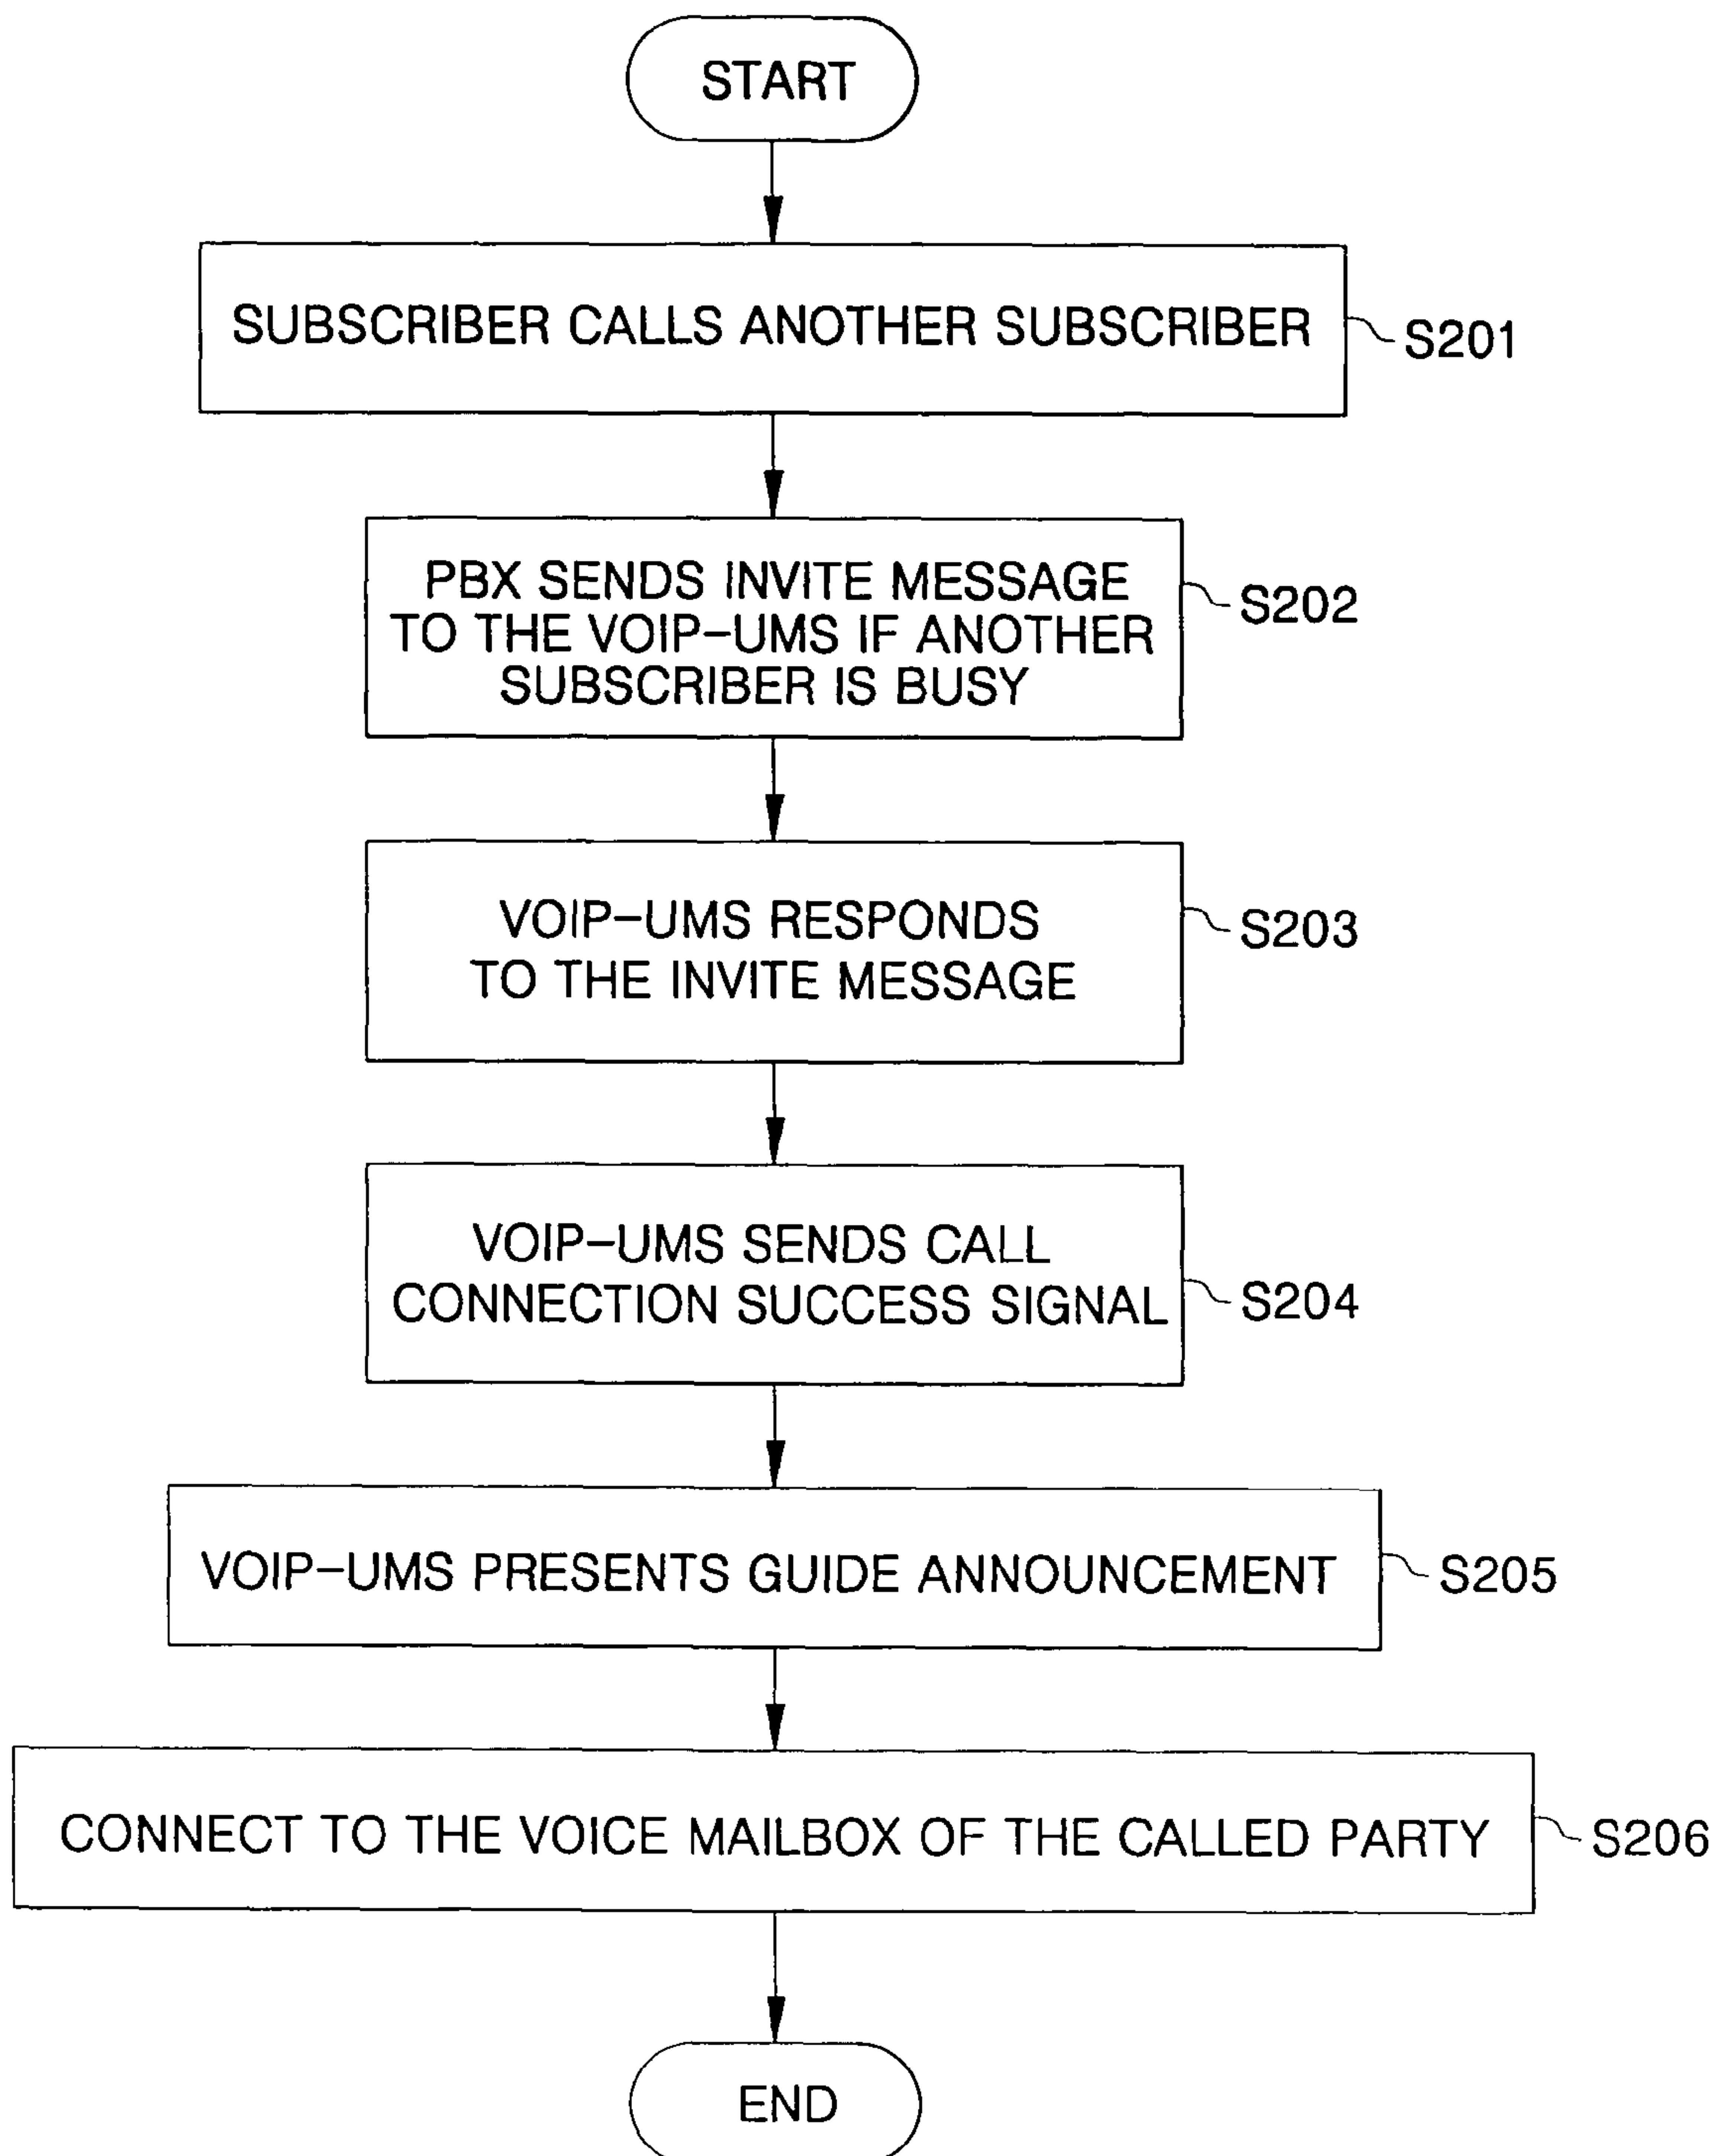 START
SUBSCRIBER CALLS ANOTHER SUBSCRIBER
S201
PBX SENDS INVITE MESSAGE
TO THE VOIP-UMS IF ANOTHER
SUBSCRIBER IS BUSY
S202
VOIP-UMS RESPONDS
TO THE INVITE MESSAGE
S203
VOIP-UMS SENDS CALL
CONNECTION SUCCESS SIGNAL
S204
VOIP-UMS PRESENTS GUIDE ANNOUNCEMENT
S205
CONNECT TO THE VOICE MAILBOX OF THE CALLED PARTY
S206
END